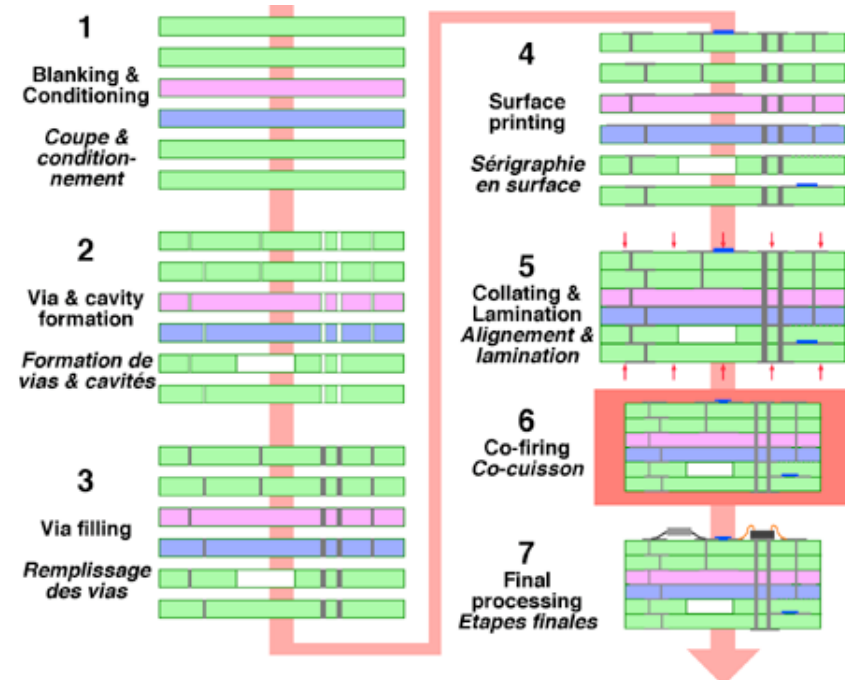 1
Blanking &
Conditioning
Coupe &
condition-
nement
2
Via & cavity
formation
Formation de
vias & cavités
3
Via filling
Remplissage
des vias
4
Surface
printing
Sérigraphie
en surface
5
Collating &
Lamination
Alignement &
lamination
6
Co-firing
Co-cuisson
7
Final
processing
Etapes finales